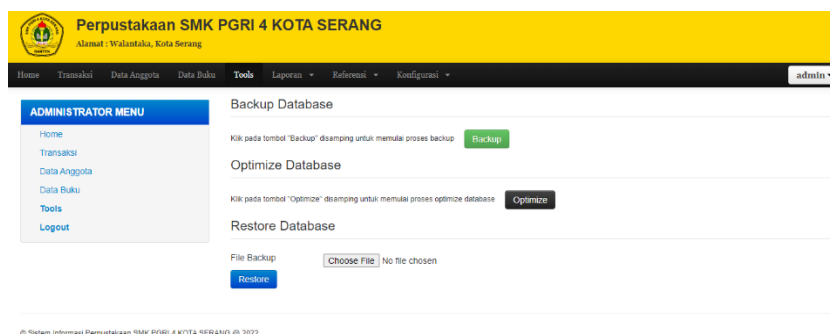 Perpustakaan SMK PGRI 4 KOTA SERANG
Alamat : Walantaka, Kota Serang
Home Transaksi Data Anggota Data Buku Tools Laporan Referensi Konfigurasi admin
ADMINISTRATOR MENU
Home
Transaksi
Data Anggota
Data Buku
Tools
Logout
Backup Database
Klik pada tombol "Backup" disamping untuk memulai proses backup Backup
Optimize Database
Klik pada tombol "Optimize" disamping untuk memulai proses optimize database Optimize
Restore Database
File Backup Choose File No file chosen
Restore
© Sistem Informasi Perpustakaan SMK PGRI 4 KOTA SERANG @ 2022